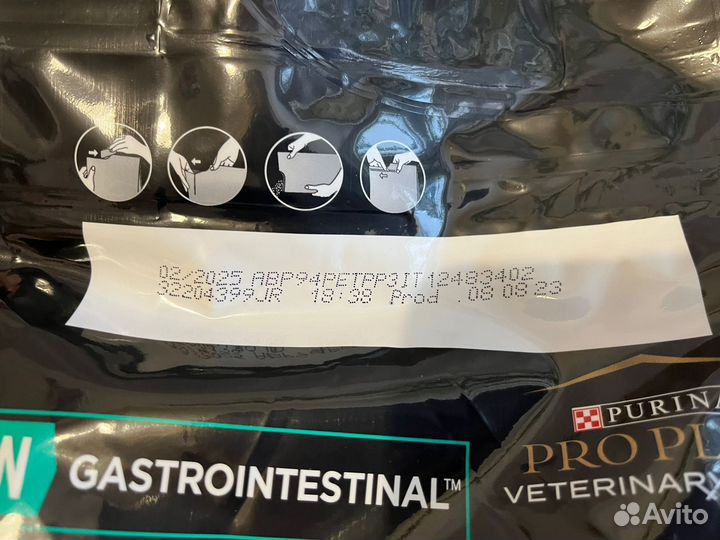 02/2025 ABP94PETPP3IT12483402
32204399JR 18:38 Prod .08 08 23
PURINA
PRO PL
VETERINARY
N
GASTROINTESTINAL™
Avito